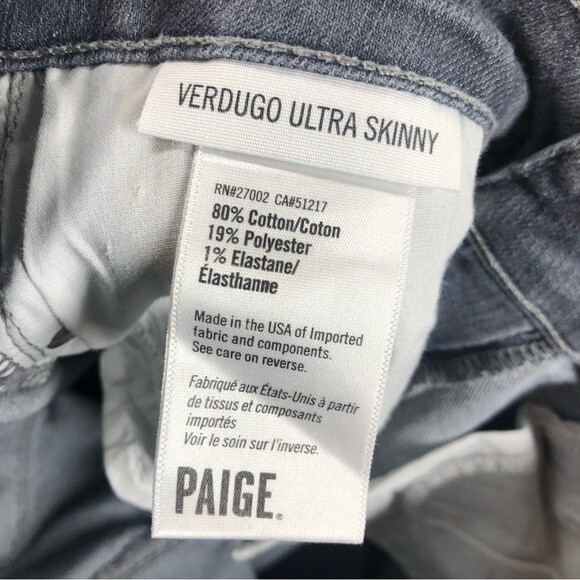 VERDUGO ULTRA SKINNY
RN#27002 CA#51217
80% Cotton/Coton
19% Polyester
1% Elastane/
Élasthanne
Made in the USA of Imported
fabric and components.
See care on reverse.
Fabriqué aux États-Unis à partir
de tissus et composants
importés
Voir le soin sur l'inverse.
PAIGE®